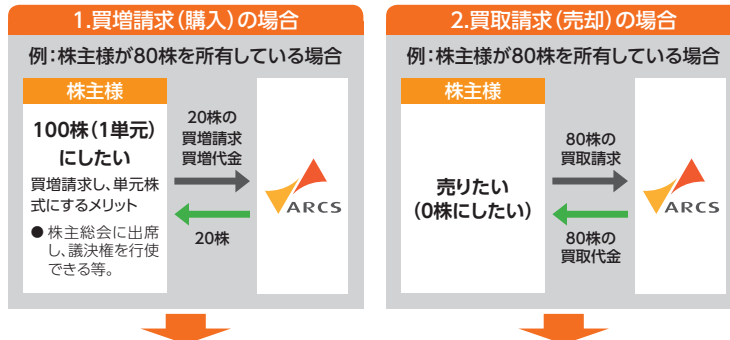 1.買増請求(購入)の場合
例:株主様が80株を所有している場合
株主様
100株(1単元)
にしたい
買増請求し、単元株
式にするメリット
● 株主総会に出席
し、議決権を行使
できる等。
20株の
買増請求
買増代金
20株
ARCS
2.買取請求(売却)の場合
例:株主様が80株を所有している場合
株主様
売りたい
(0株にしたい)
80株の
買取請求
80株の
買取代金
ARCS